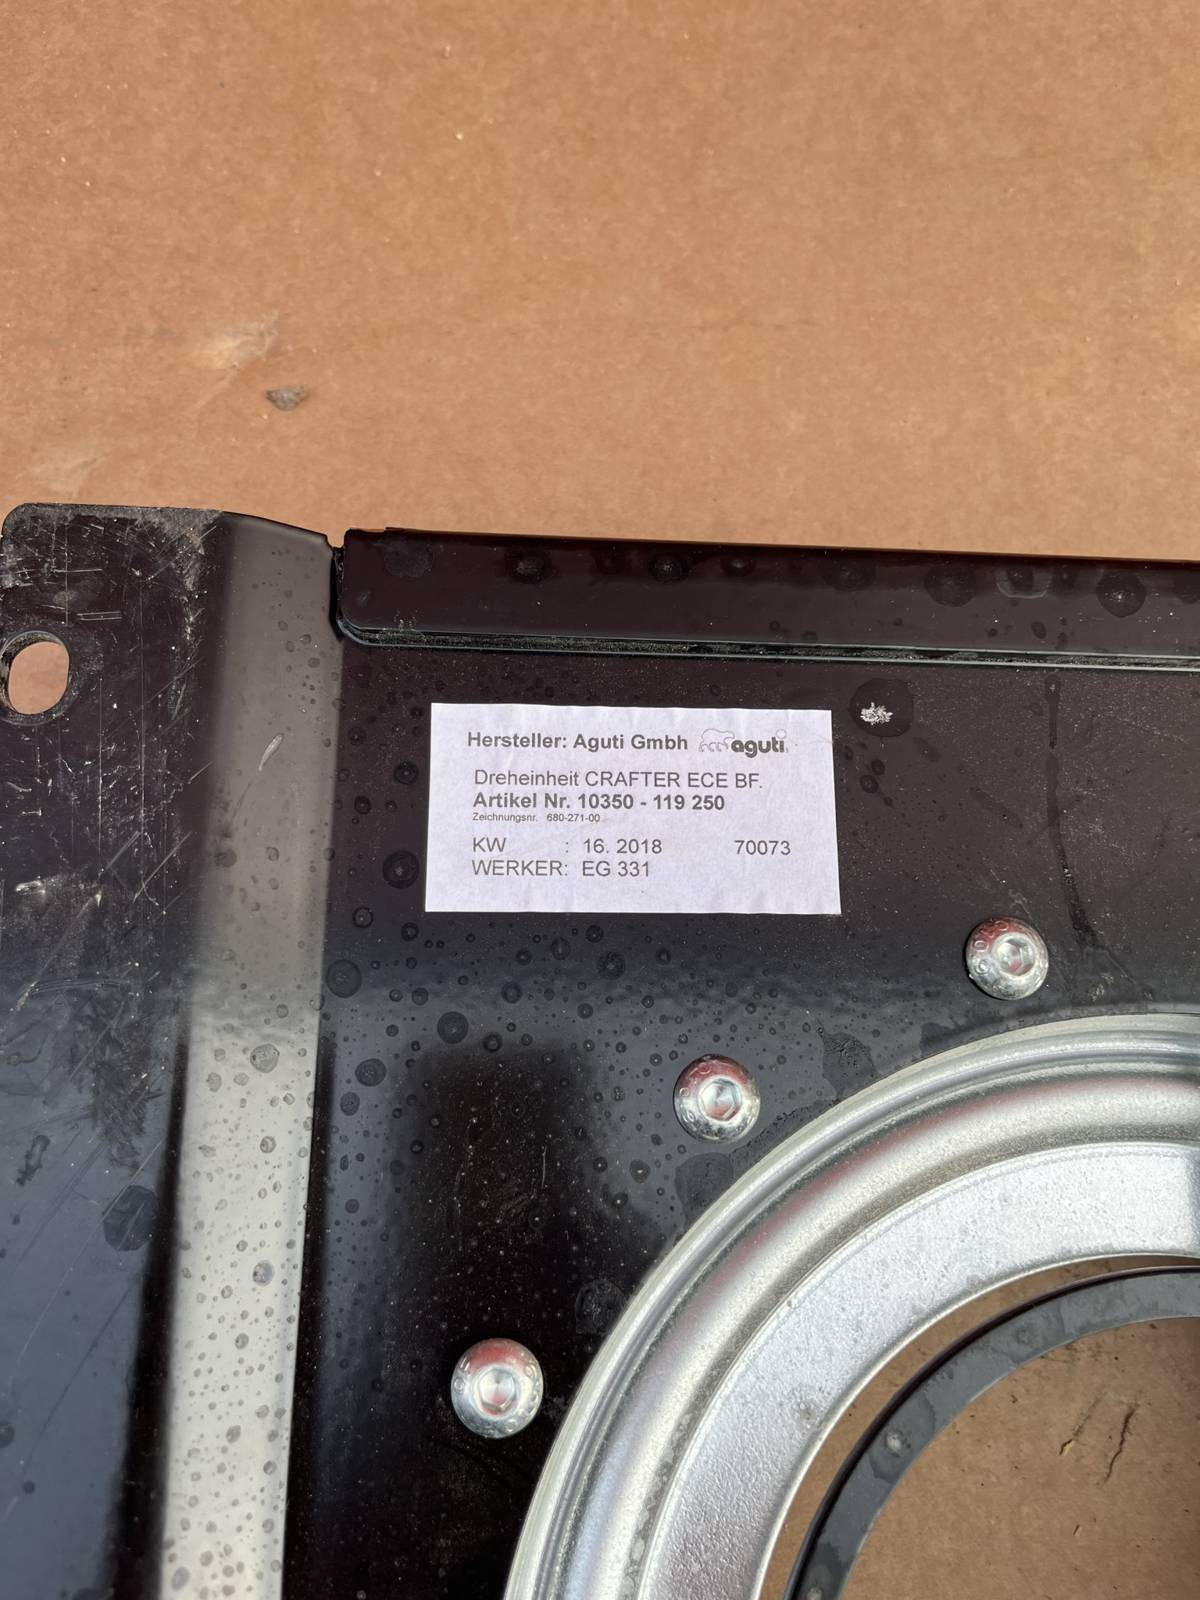 Hersteller: Aguti Gmbh aguti
Dreheinheit CRAFTER ECE BF.
Artikel Nr. 10350 - 119 250
Zeichnungsnr. 680-271-00
KW : 16. 2018 70073
WERKER: EG 331